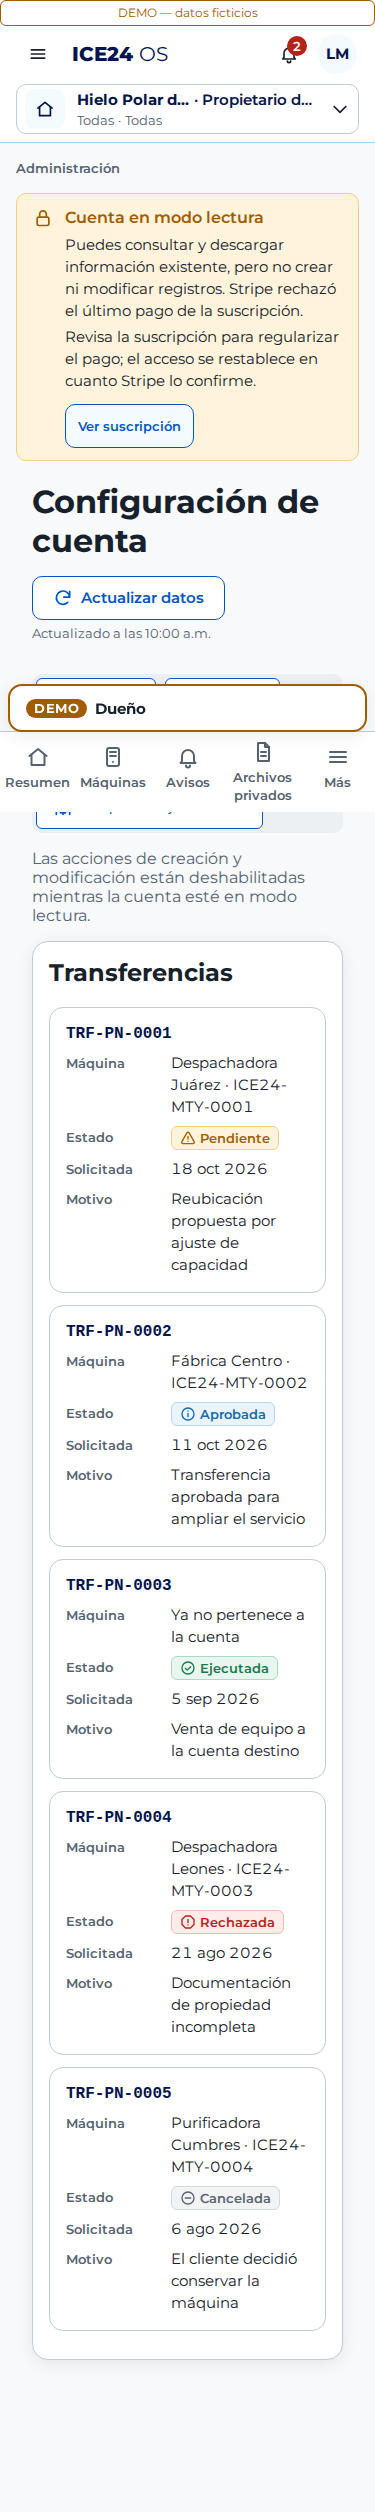 DEMO — datos ficticios
ICE24 OS
2
LM
Hielo Polar d... · Propietario d...
Todas · Todas
Administración
Cuenta en modo lectura
Puedes consultar y descargar
información existente, pero no crear
ni modificar registros. Stripe rechazó
el último pago de la suscripción.
Revisa la suscripción para regularizar
el pago; el acceso se restablece en
cuanto Stripe lo confirme.
Ver suscripción
Configuración de
cuenta
Actualizar datos
Actualizado a las 10:00 a.m.
DEMO Dueño
Resumen
Máquinas
Avisos
Archivos
privados
Más
Las acciones de creación y
modificación están deshabilitadas
mientras la cuenta esté en modo
lectura.
Transferencias
TRF-PN-0001
Máquina
Despachadora
Juárez · ICE24-
MTY-0001
Estado
Pendiente
Solicitada
18 oct 2026
Motivo
Reubicación
propuesta por
ajuste de
capacidad
TRF-PN-0002
Máquina
Fábrica Centro ·
ICE24-MTY-0002
Estado
Aprobada
Solicitada
11 oct 2026
Motivo
Transferencia
aprobada para
ampliar el servicio
TRF-PN-0003
Máquina
Ya no pertenece a
la cuenta
Estado
Ejecutada
Solicitada
5 sep 2026
Motivo
Venta de equipo a
la cuenta destino
TRF-PN-0004
Máquina
Despachadora
Leones · ICE24-
MTY-0003
Estado
Rechazada
Solicitada
21 ago 2026
Motivo
Documentación
de propiedad
incompleta
TRF-PN-0005
Máquina
Purificadora
Cumbres · ICE24-
MTY-0004
Estado
Cancelada
Solicitada
6 ago 2026
Motivo
El cliente decidió
conservar la
máquina